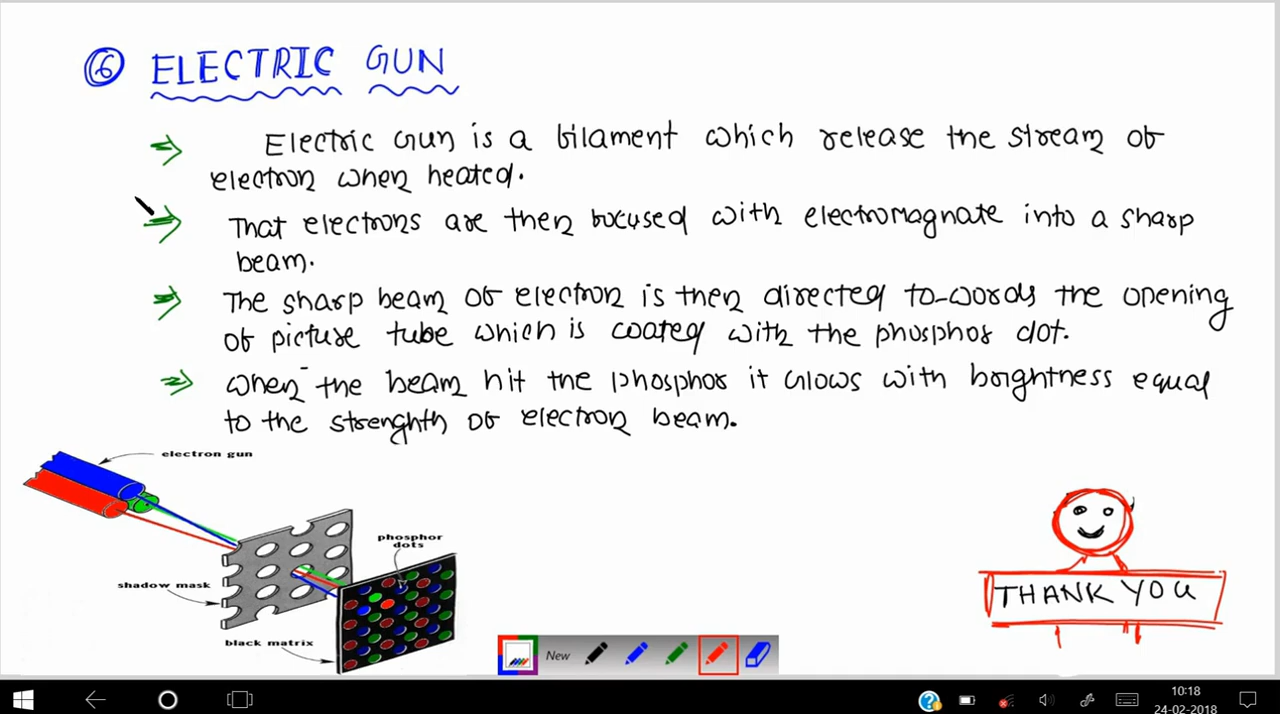 6 ELECTRIC GUN
Electric Gun is a filament which release the stream of
electron when heated.
That electrons are then focused with electromagnate into a sharp
beam.
The sharp beam of electron is then directed to-words the opening
of picture tube which is coated with the phosphor dot.
When the beam hit the phosphor it Glows with brightness equal
to the strenghth of electron beam.
electron gun
phosphor
dots
shadow mask
black matrix
THANK YOU
New
10:18
24-02-2018